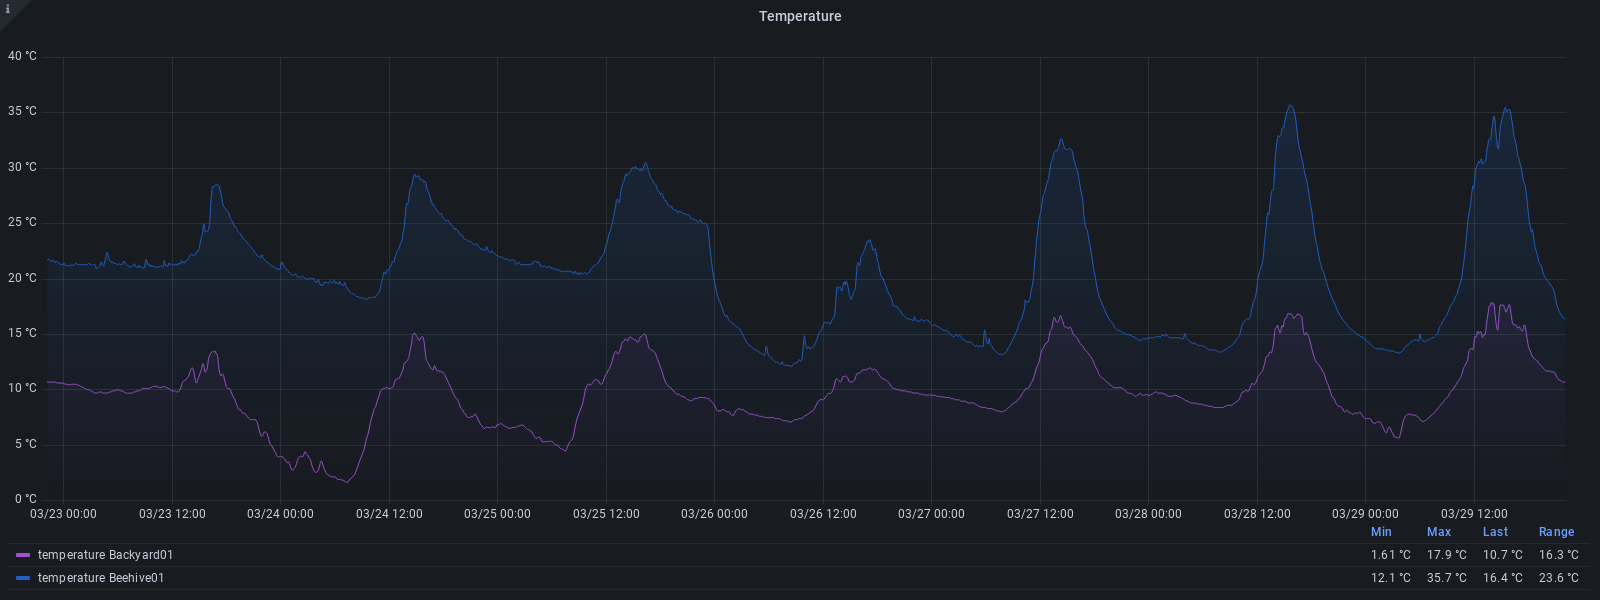 i
Temperature
40 °C
35 °C
30 °C
25 °C
20 °C
15 °C
10 °C
5 °C
0 °C
03/23 00:00 03/23 12:00 03/24 00:00 03/24 12:00 03/25 00:00 03/25 12:00 03/26 00:00 03/26 12:00 03/27 00:00 03/27 12:00 03/28 00:00 03/28 12:00 03/29 00:00 03/29 12:00
Min Max Last Range
temperature Backyard01 1.61 °C 17.9 °C 10.7 °C 16.3 °C
temperature Beehive01 12.1 °C 35.7 °C 16.4 °C 23.6 °C